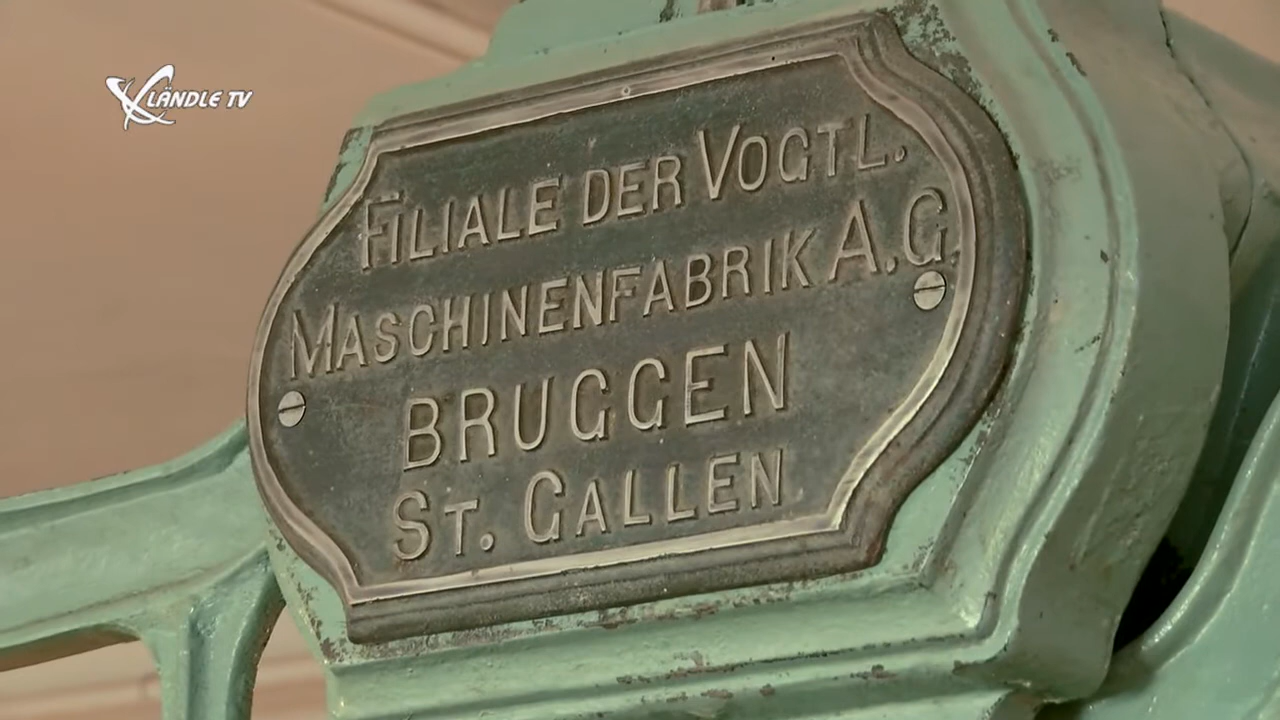 LÄNDLE TV
FILIALE DER VOGTL.
MASCHINENFABRIK A.G.
BRUGGEN
ST. GALLEN